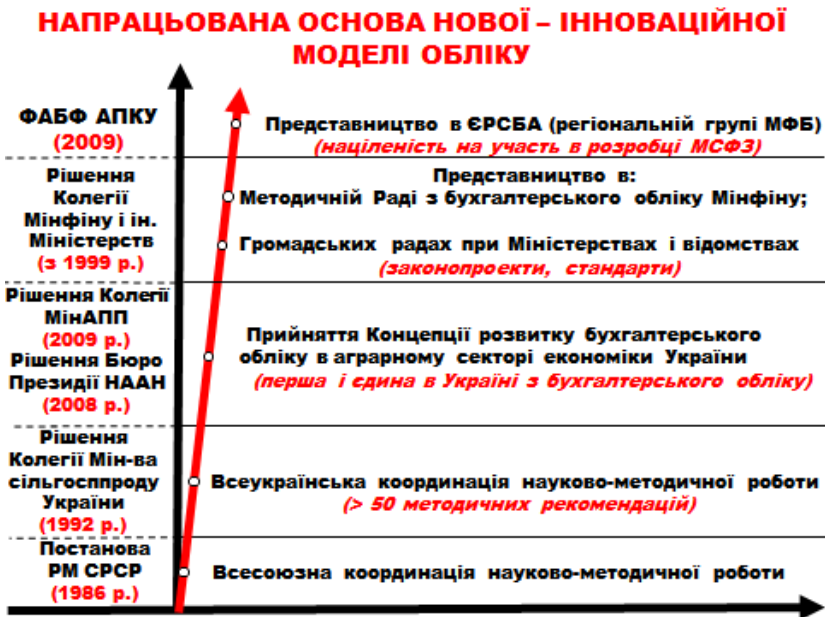 НАПРАЦЬОВАНА ОСНОВА НОВОЇ – ІННОВАЦІЙНОЇ
МОДЕЛІ ОБЛІКУ
ФАБФ АПКУ
(2009)
Представництво в ЄРСБА (регіональній групі МФБ)
(націленість на участь в розробці МСФЗ)
Рішення
Колегії
Мінфіну і ін.
Міністерств
(з 1999 р.)
Представництво в:
Методичній Раді з бухгалтерського обліку Мінфіну;
Громадських радах при Міністерствах і відомствах
(законопроекти, стандарти)
Рішення Колегії
МінАПП
(2009 р.)
Рішення Бюро
Президії НААН
(2008 р.)
Прийняття Концепції розвитку бухгалтерського
обліку в аграрному секторі економіки України
(перша і єдина в Україні з бухгалтерського обліку)
Рішення
Колегії Мін-ва
сільгосппроду
України
(1992 р.)
Всеукраїнська координація науково-методичної роботи
(> 50 методичних рекомендацій)
Постанова
РМ СРСР
(1986 р.)
Всесоюзна координація науково-методичної роботи